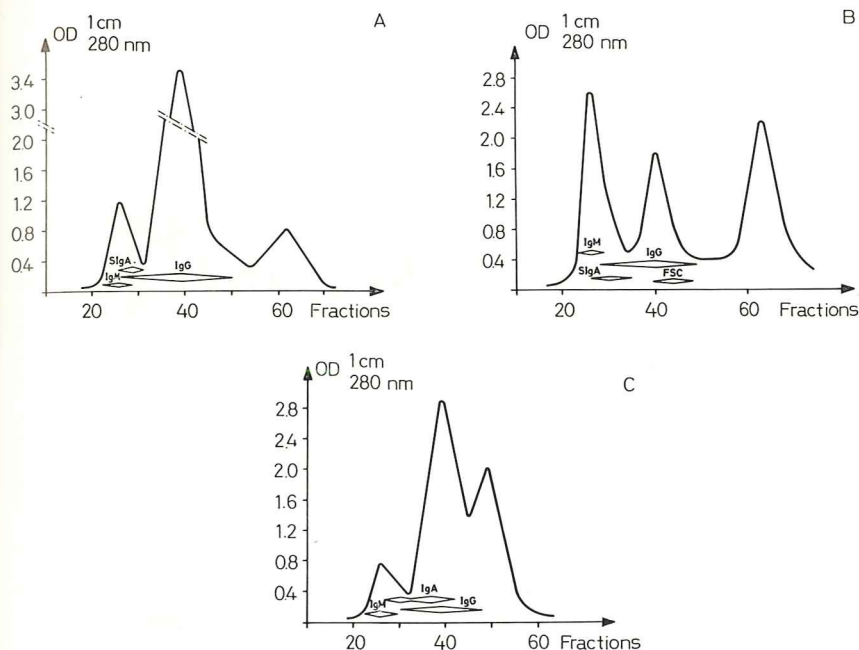 A
OD 1cm
280 nm
3.4
3.0
2.0
1.6
1.2
0.8
0.4
SIgA.
IgM
IgG
20 40 60 Fractions
B
OD 1cm
280 nm
2.8
2.4
2.0
1.6
1.2
0.8
0.4
IgM
IgG
SIgA
FSC
20 40 60 Fractions
C
OD 1cm
280 nm
2.8
2.4
2.0
1.6
1.2
0.8
0.4
IgA
IgM
IgG
20 40 60 Fractions